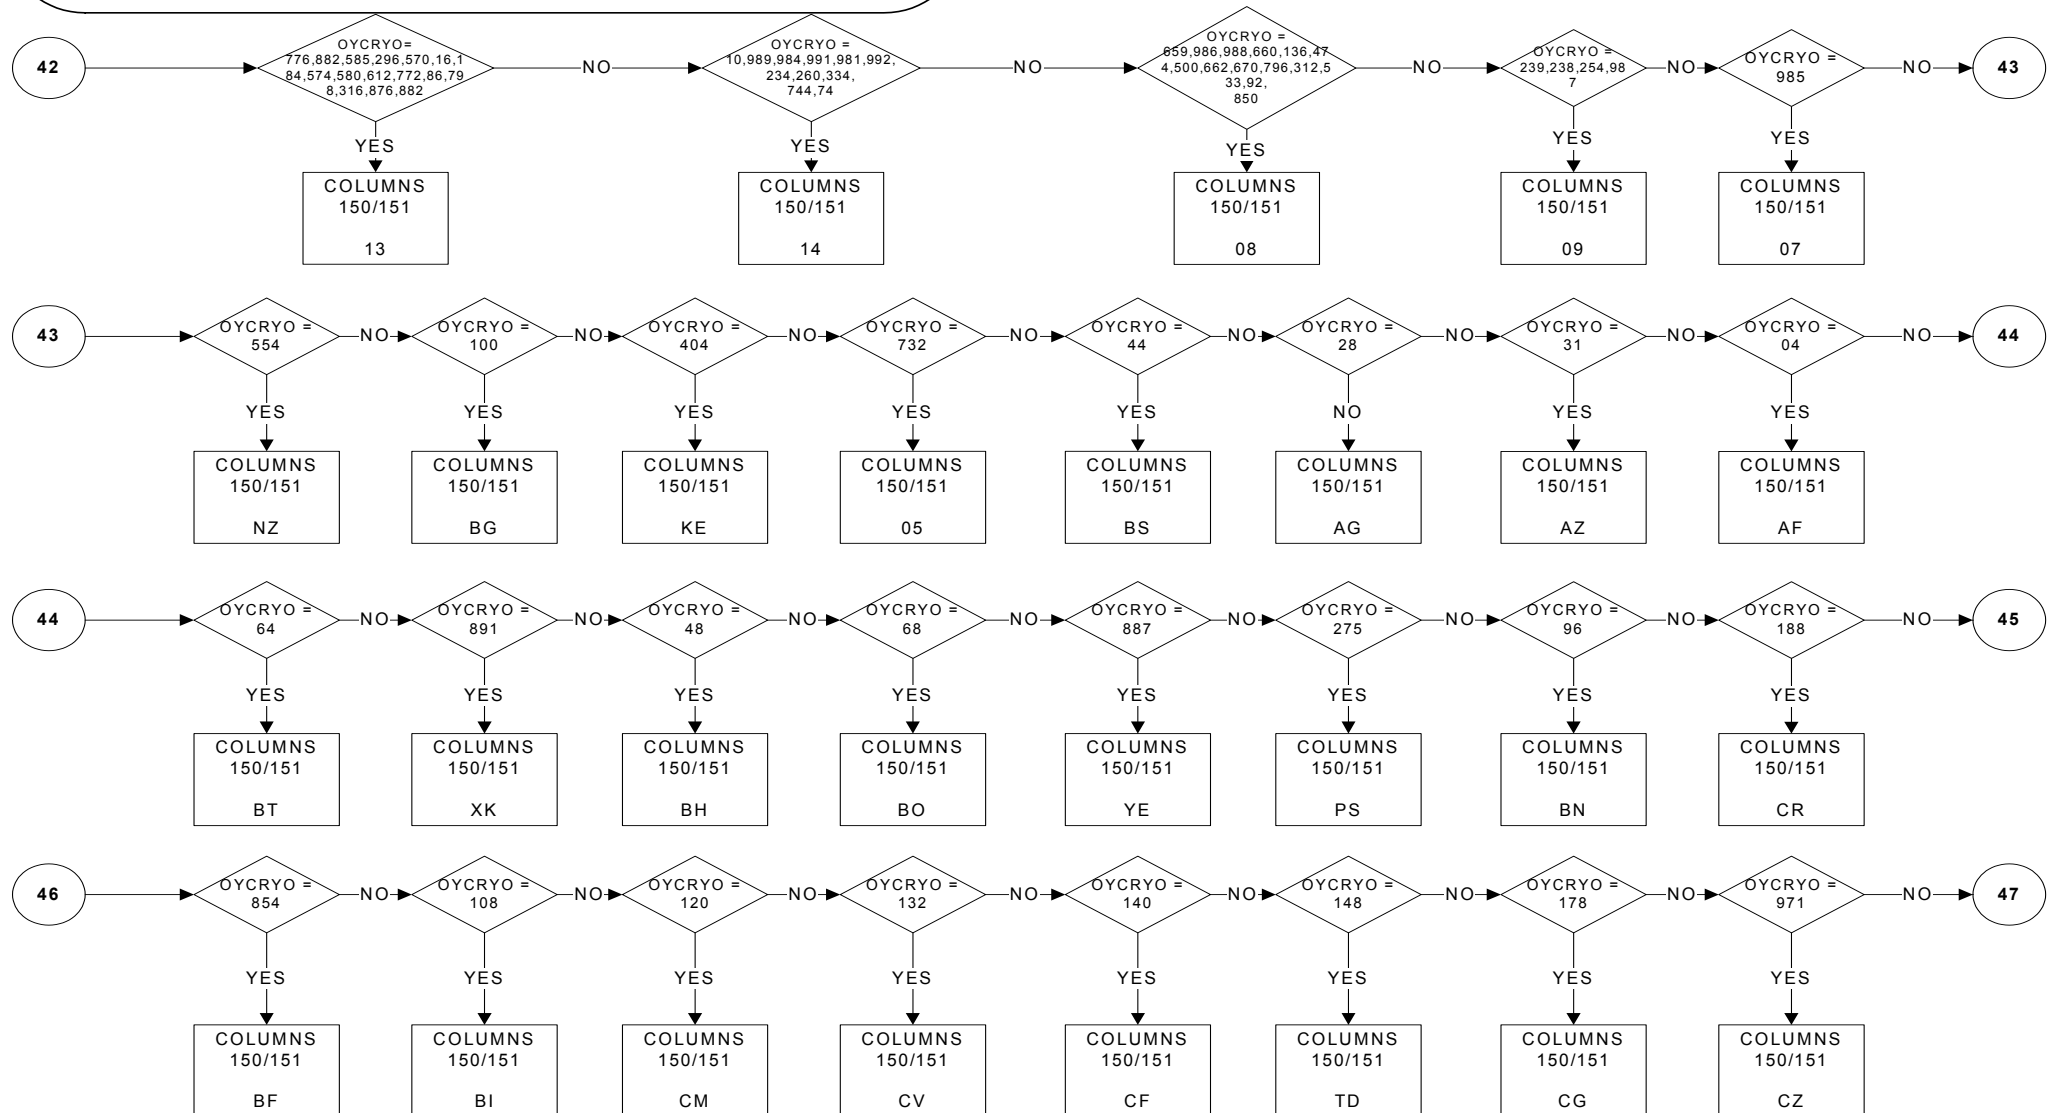 42
OYCRYO=
776,882,585,296,570,16,1
84,574,580,612,772,86,79
8,316,876,882
NO
OYCRYO =
10,989,984,991,981,992,
234,260,334,
744,74
NO
OYCRYO =
659,986,988,660,136,47
4,500,662,670,796,312,5
33,92,
850
NO
OYCRYO =
239,238,254,98
7
NO
OYCRYO =
985
NO
43
YES
YES
YES
YES
YES
COLUMNS
150/151
13
COLUMNS
150/151
14
COLUMNS
150/151
08
COLUMNS
150/151
09
COLUMNS
150/151
07
43
OYCRYO =
554
NO
OYCRYO =
100
NO
OYCRYO =
404
NO
OYCRYO =
732
NO
OYCRYO =
44
NO
OYCRYO =
28
NO
OYCRYO =
31
NO
OYCRYO =
04
NO
44
YES
YES
YES
YES
YES
NO
YES
YES
COLUMNS
150/151
NZ
COLUMNS
150/151
BG
COLUMNS
150/151
KE
COLUMNS
150/151
05
COLUMNS
150/151
BS
COLUMNS
150/151
AG
COLUMNS
150/151
AZ
COLUMNS
150/151
AF
44
OYCRYO =
64
NO
OYCRYO =
891
NO
OYCRYO =
48
NO
OYCRYO =
68
NO
OYCRYO =
887
NO
OYCRYO =
275
NO
OYCRYO =
96
NO
OYCRYO =
188
NO
45
YES
YES
YES
YES
YES
YES
YES
YES
COLUMNS
150/151
BT
COLUMNS
150/151
XK
COLUMNS
150/151
BH
COLUMNS
150/151
BO
COLUMNS
150/151
YE
COLUMNS
150/151
PS
COLUMNS
150/151
BN
COLUMNS
150/151
CR
46
OYCRYO =
854
NO
OYCRYO =
108
NO
OYCRYO =
120
NO
OYCRYO =
132
NO
OYCRYO =
140
NO
OYCRYO =
148
NO
OYCRYO =
178
NO
OYCRYO =
971
NO
47
YES
YES
YES
YES
YES
YES
YES
YES
COLUMNS
150/151
BF
COLUMNS
150/151
BI
COLUMNS
150/151
CM
COLUMNS
150/151
CV
COLUMNS
150/151
CF
COLUMNS
150/151
TD
COLUMNS
150/151
CG
COLUMNS
150/151
CZ